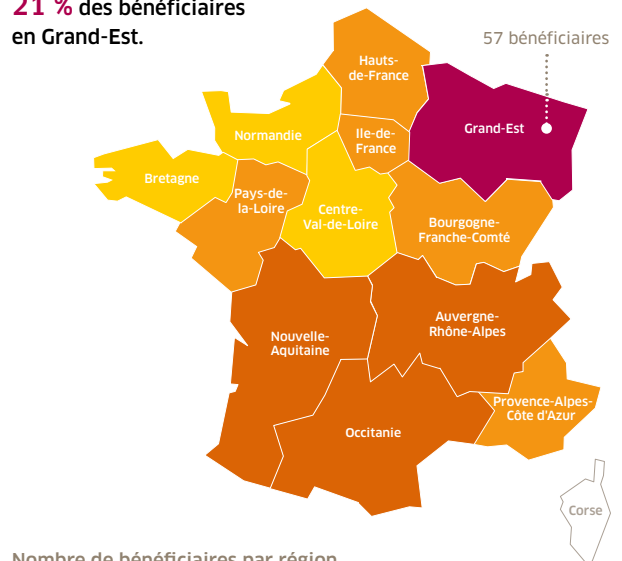 21 % des bénéficiaires
en Grand-Est.
57 bénéficiaires
Hauts-
de-France
Grand-Est
Normandie
Ile-de-
France
Bretagne
Pays-de-
la-Loire
Centre-
Val-de-Loire
Bourgogne-
Franche-Comté
Auvergne-
Rhône-Alpes
Nouvelle-
Aquitaine
Provence-Alpes-
Côte d'Azur
Occitanie
Corse
Nombre de bénéficiaires par région